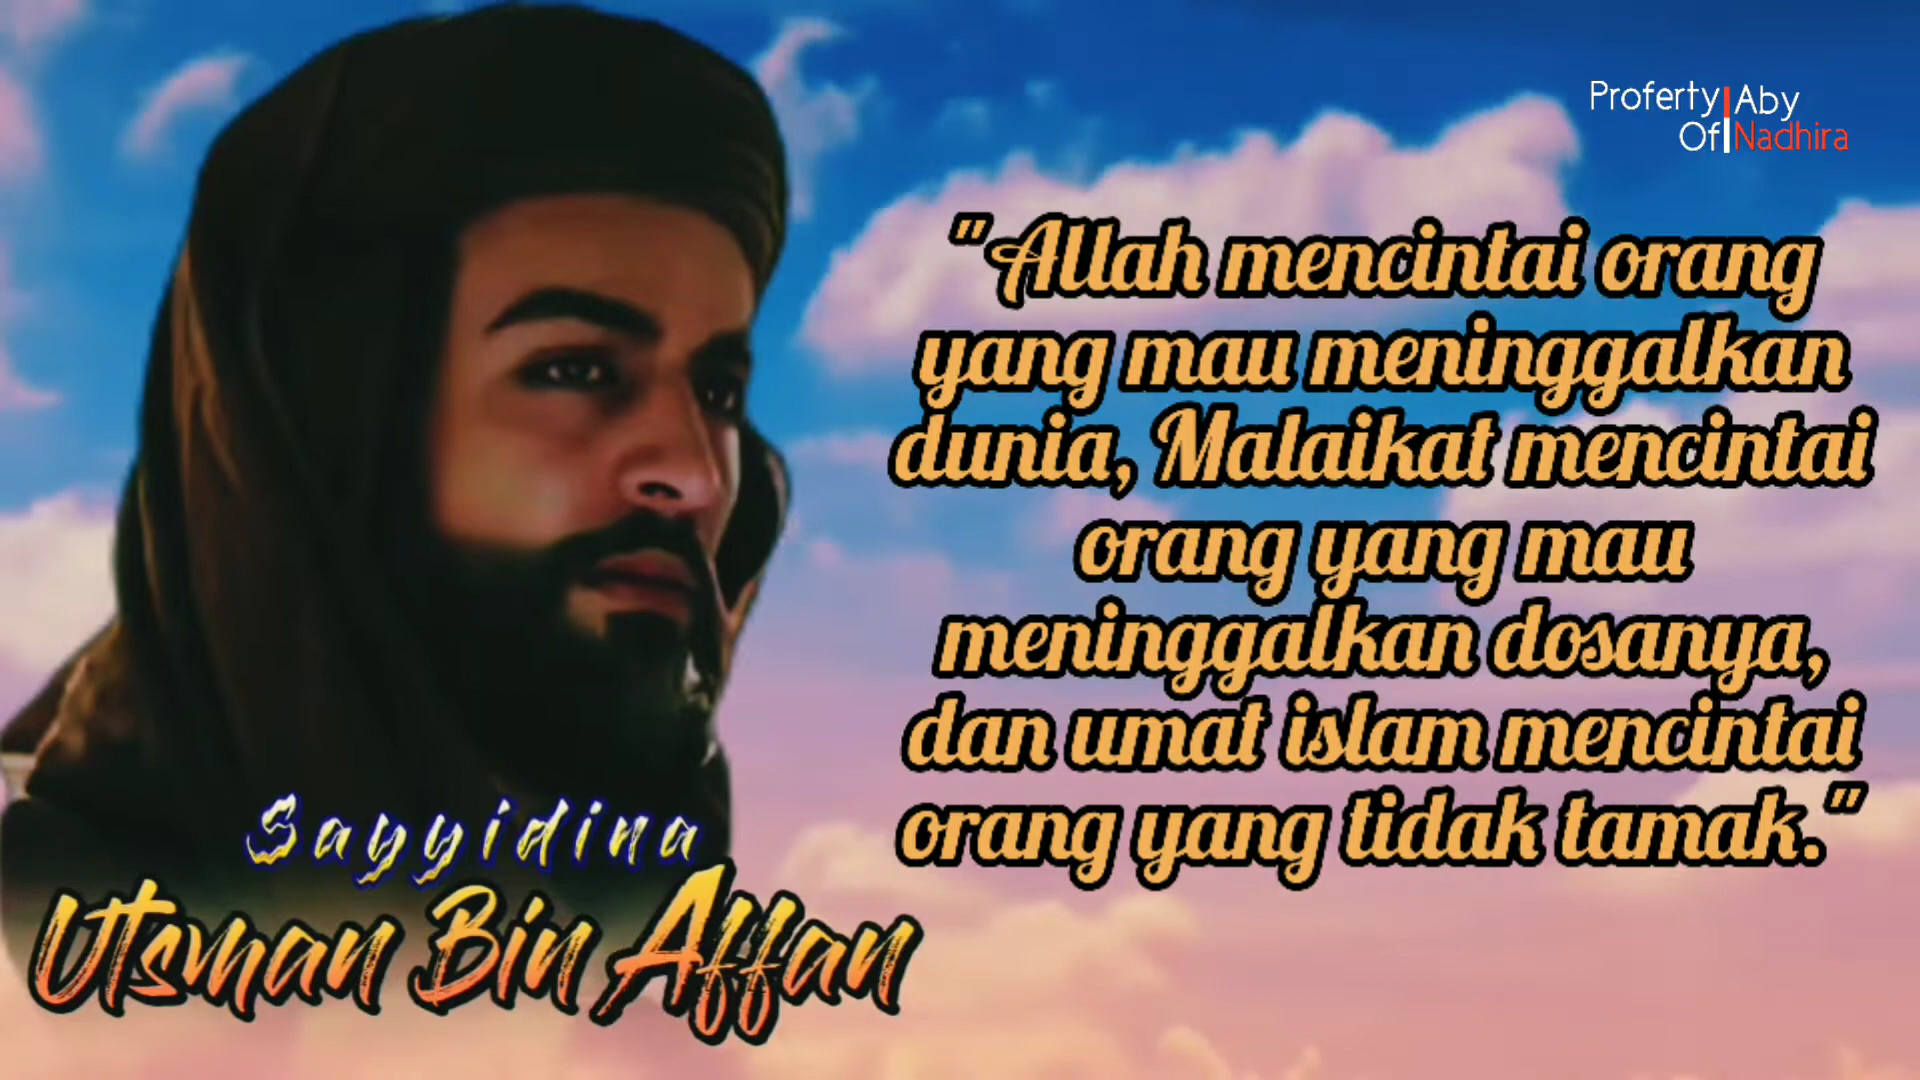 Proferty Aby
Of Nadhira
"Allah mencintai orang
yang mau meninggalkan
dunia, Malaikat mencintai
orang yang mau
meninggalkan dosanya,
dan umat islam mencintai
orang yang tidak tamak."
Sayyidina
Utsman Bin Affan